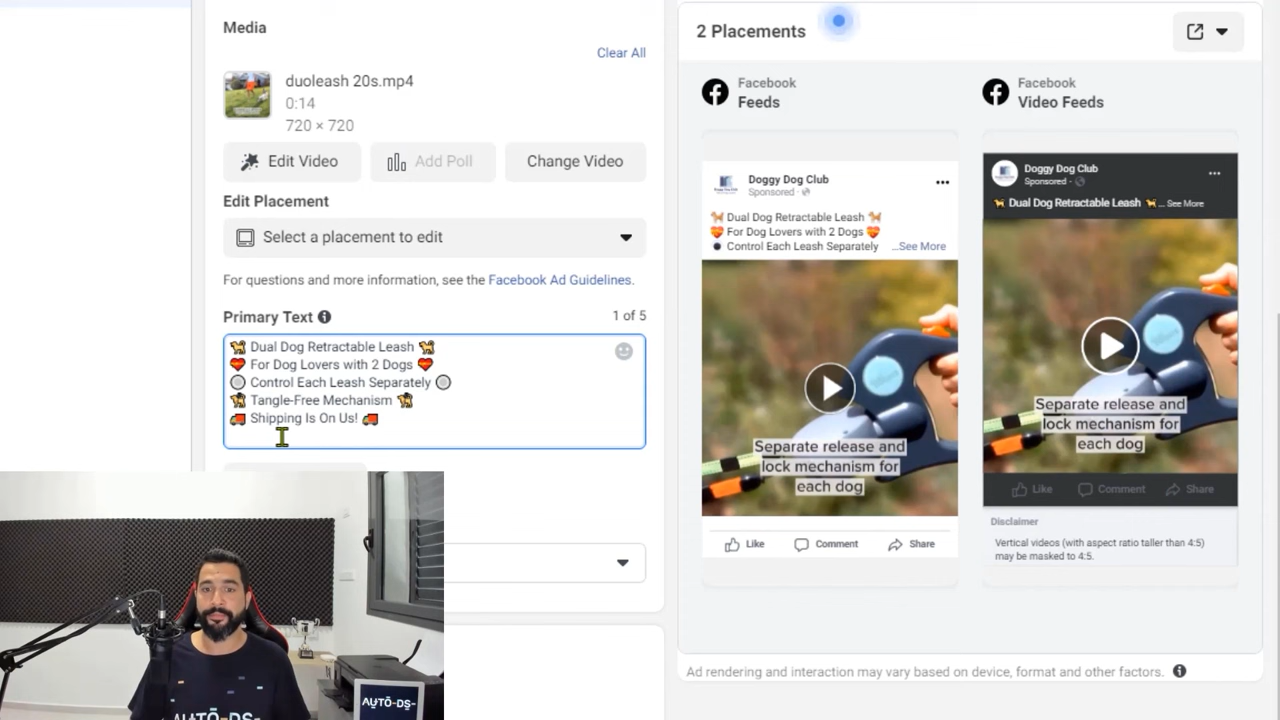 Media
Clear All
duoleash 20s.mp4
0:14
720 × 720
Edit Video
Add Poll
Change Video
Edit Placement
Select a placement to edit
For questions and more information, see the Facebook Ad Guidelines.
Primary Text
1 of 5
Dual Dog Retractable Leash
For Dog Lovers with 2 Dogs
Control Each Leash Separately
Tangle-Free Mechanism
Shipping Is On Us!
2 Placements
Facebook
Feeds
Doggy Dog Club
Sponsored ·
Dual Dog Retractable Leash
For Dog Lovers with 2 Dogs
Control Each Leash Separately ...See More
Separate release and
lock mechanism for
each dog
Like Comment Share
Facebook
Video Feeds
Doggy Dog Club
Sponsored ·
Dual Dog Retractable Leash ... See More
Separate release and
lock mechanism for
each dog
Like Comment Share
Disclaimer
Vertical videos (with aspect ratio taller than 4:5)
may be masked to 4:5.
Ad rendering and interaction may vary based on device, format and other factors.
AUTO-DS-
AUTO-DS-